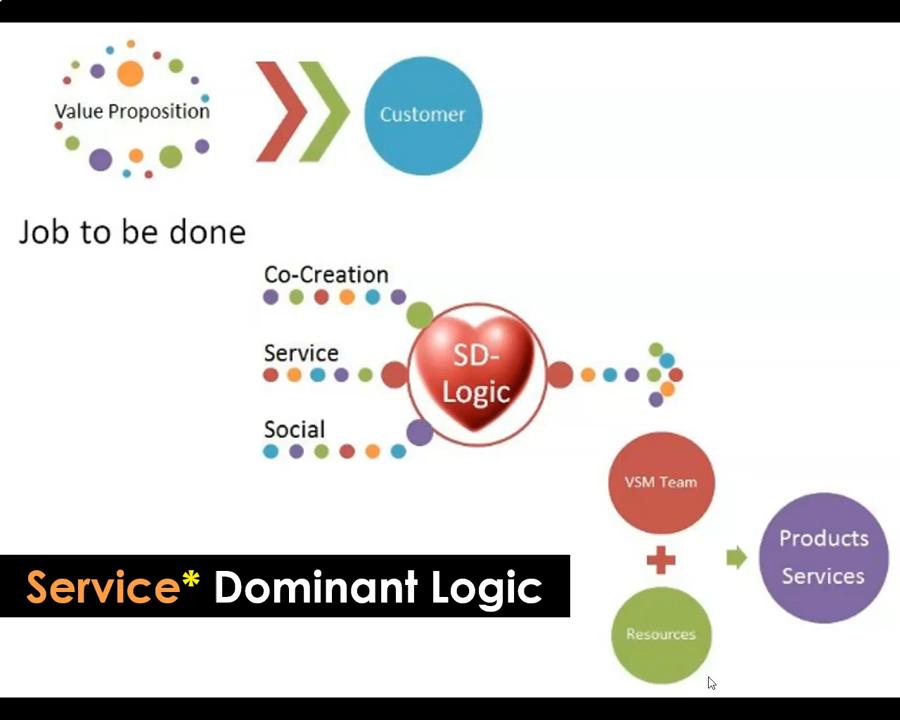 Value Proposition
Customer
Job to be done
Co-Creation
Service
SD-
Logic
Social
VSM Team
Products
Services
Resources
Service* Dominant Logic